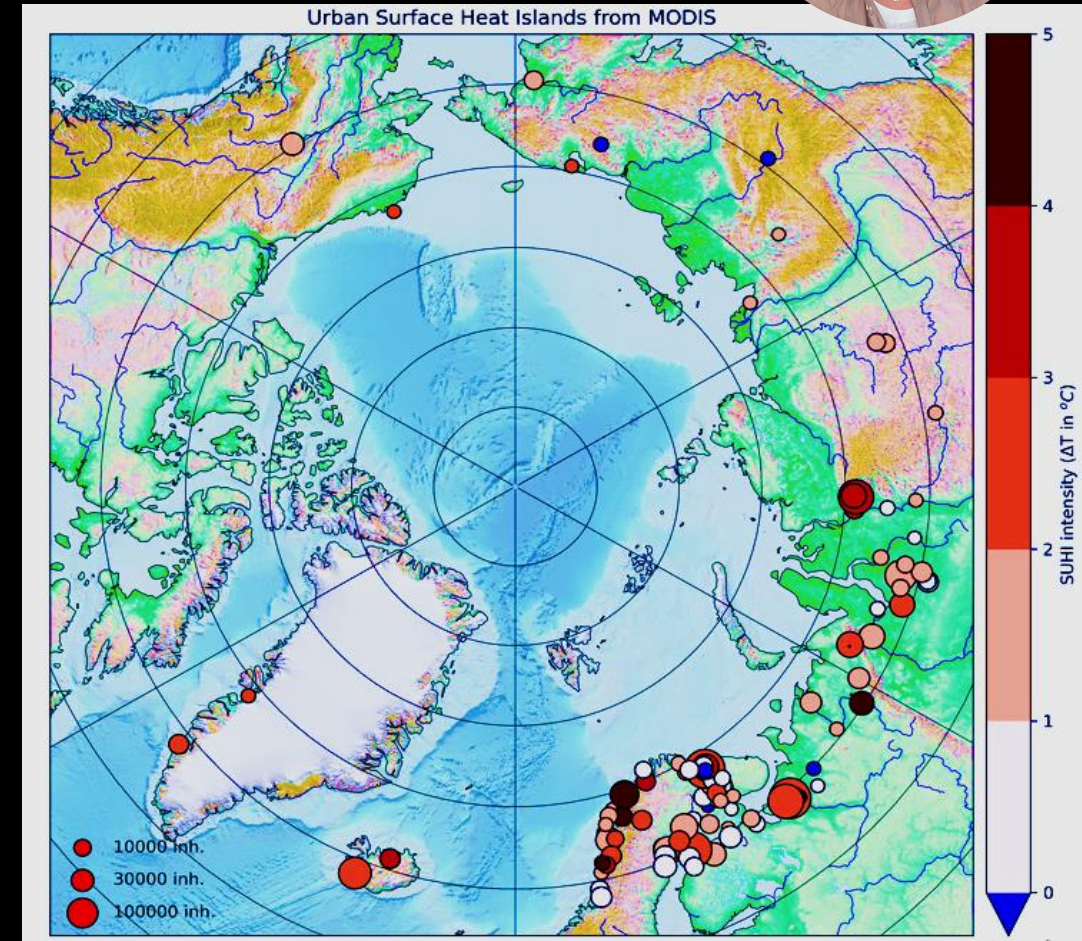 Urban Surface Heat Islands from MODIS
5
4
3
2
1
0
SUHI intensity (ΔT in °C)
10000 inh.
30000 inh.
100000 inh.